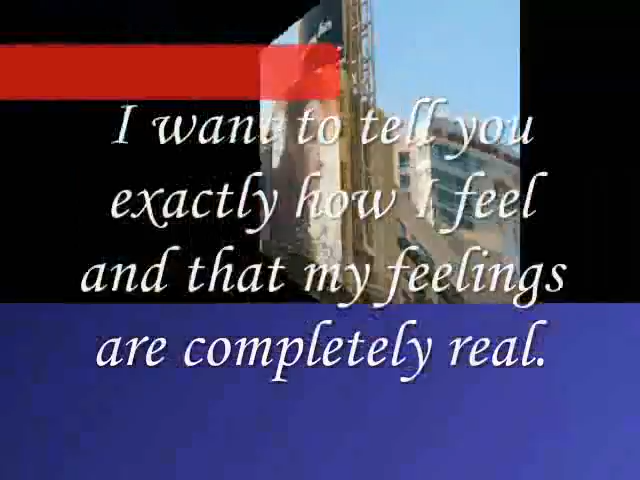 I want to tell you
exactly how I feel
and that my feelings
are completely real.